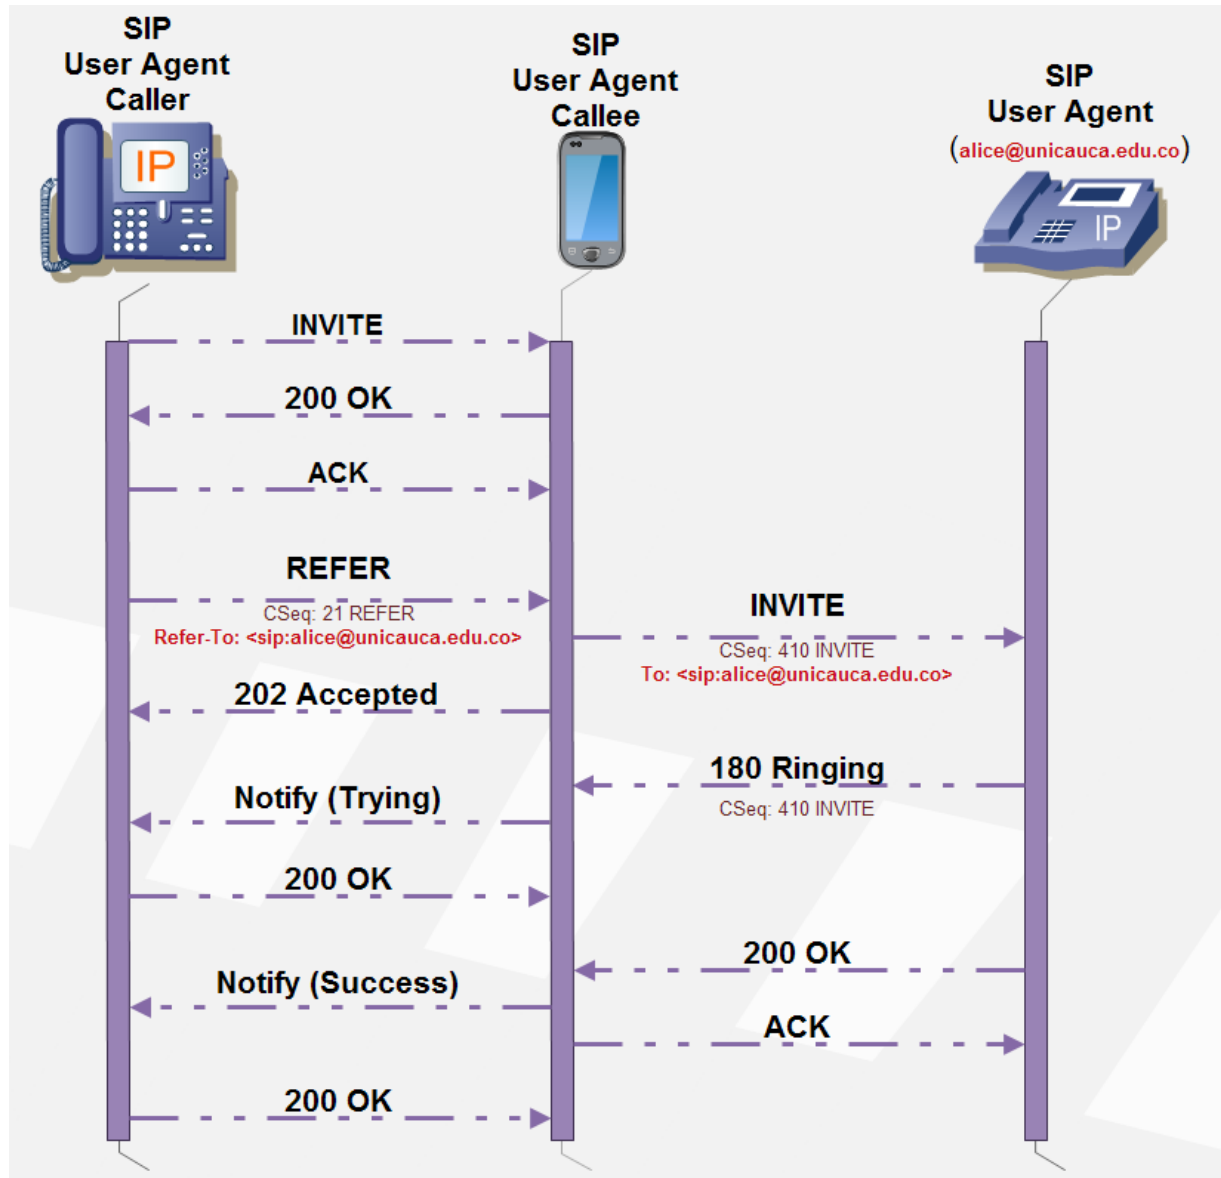 SIP
User Agent
Caller
SIP
User Agent
Callee
SIP
User Agent
(alice@unicauca.edu.co)
IP
IP
INVITE
200 OK
ACK
REFER
CSeq: 21 REFER
Refer-To: <sip:alice@unicauca.edu.co>
INVITE
CSeq: 410 INVITE
To: <sip:alice@unicauca.edu.co>
202 Accepted
180 Ringing
CSeq: 410 INVITE
Notify (Trying)
200 OK
200 OK
Notify (Success)
ACK
200 OK